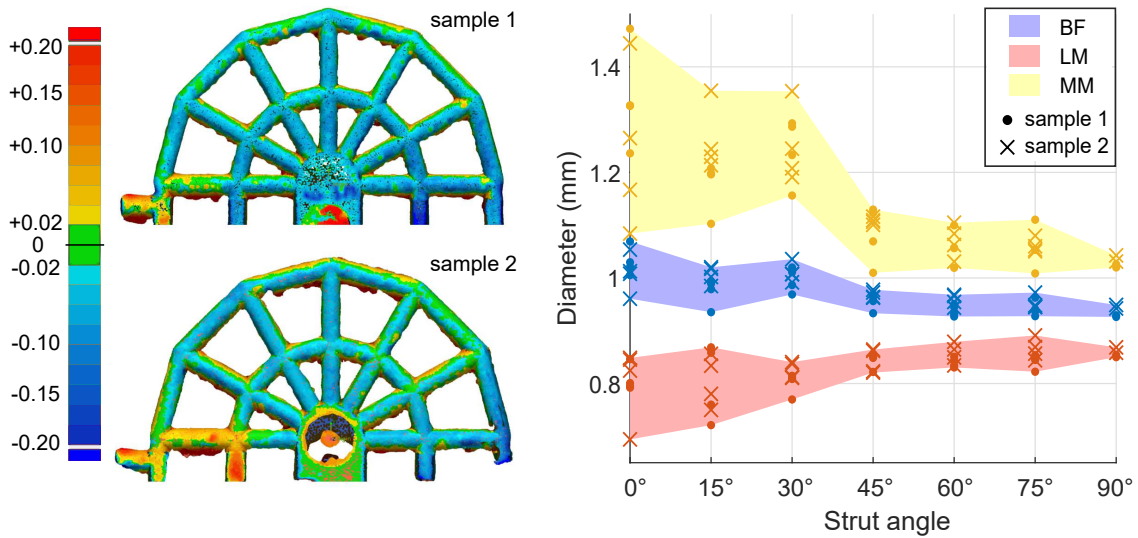 sample 1
+0.20
+0.15
+0.10
+0.02
0
-0.02
-0.10
-0.15
-0.20
sample 2
BF
LM
MM
sample 1
sample 2
Diameter (mm)
1.4
1.2
1
0.8
0° 15° 30° 45° 60° 75° 90°
Strut angle